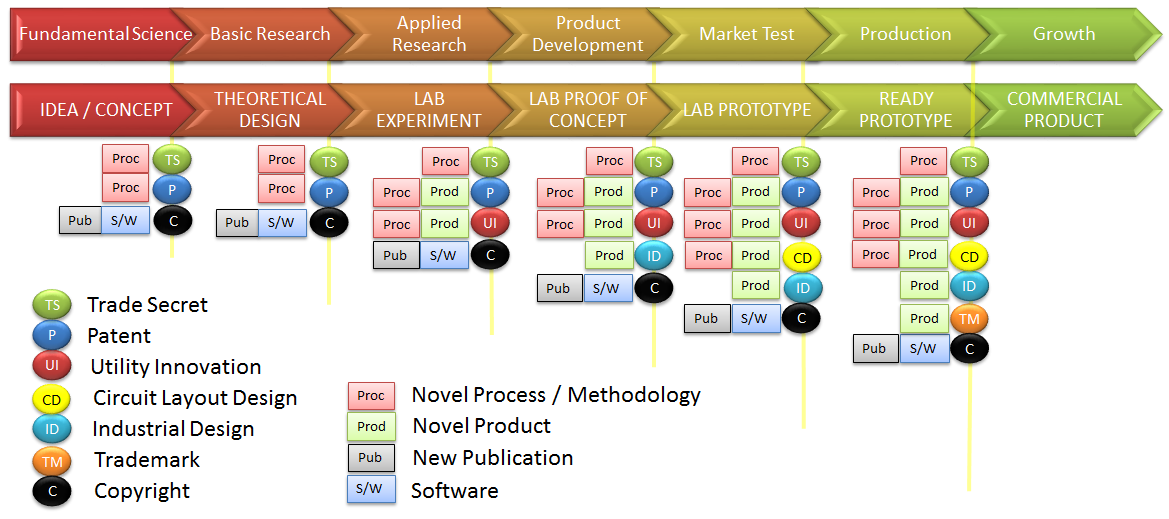 Fundamental Science
Basic Research
Applied
Research
Product
Development
Market Test
Production
Growth
IDEA / CONCEPT
THEORETICAL
DESIGN
LAB
EXPERIMENT
LAB PROOF OF
CONCEPT
LAB PROTOTYPE
READY
PROTOTYPE
COMMERCIAL
PRODUCT
Proc TS
Proc P
Pub S/W C
Proc TS
Proc P
Pub S/W C
Proc TS
Proc Prod P
Proc Prod UI
Pub S/W C
Proc TS
Proc Prod P
Proc Prod UI
Prod ID
Pub S/W C
Proc TS
Proc Prod P
Proc Prod UI
Proc Prod CD
Prod ID
Pub S/W C
Proc TS
Proc Prod P
Proc Prod UI
Proc Prod CD
Prod ID
Prod TM
Pub S/W C
TS Trade Secret
P Patent
UI Utility Innovation
CD Circuit Layout Design
ID Industrial Design
TM Trademark
C Copyright
Proc Novel Process / Methodology
Prod Novel Product
Pub New Publication
S/W Software